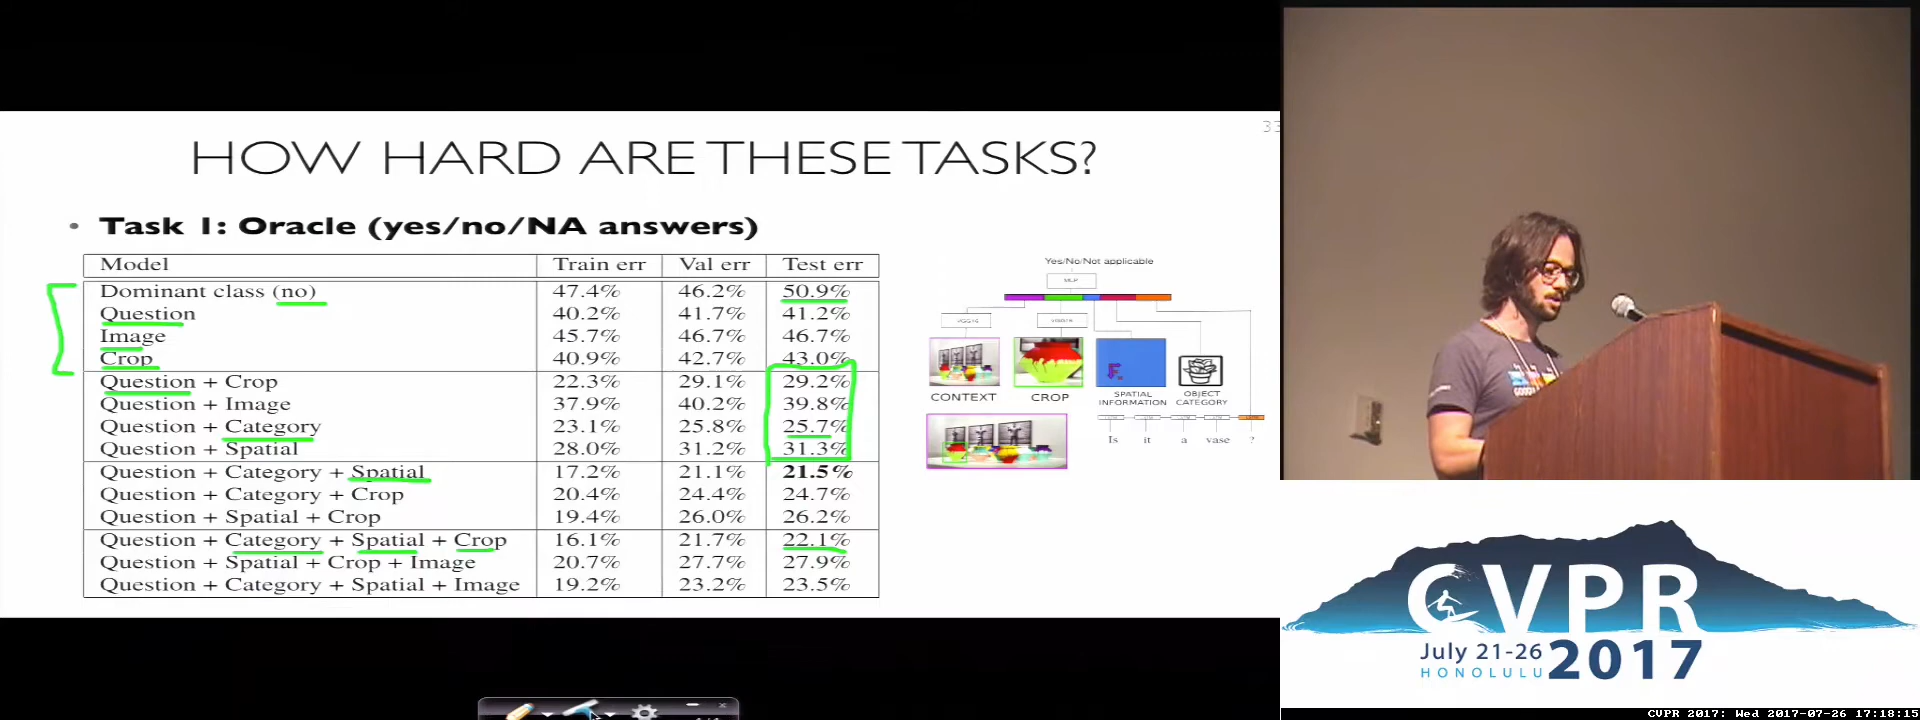 33
HOW HARD ARE THESE TASKS?
• Task 1: Oracle (yes/no/NA answers)
Model Train err Val err Test err
Dominant class (no) 47.4% 46.2% 50.9%
Question 40.2% 41.7% 41.2%
Image 45.7% 46.7% 46.7%
Crop 40.9% 42.7% 43.0%
Question + Crop 22.3% 29.1% 29.2%
Question + Image 37.9% 40.2% 39.8%
Question + Category 23.1% 25.8% 25.7%
Question + Spatial 28.0% 31.2% 31.3%
Question + Category + Spatial 17.2% 21.1% 21.5%
Question + Category + Crop 20.4% 24.4% 24.7%
Question + Spatial + Crop 19.4% 26.0% 26.2%
Question + Category + Spatial + Crop 16.1% 21.7% 22.1%
Question + Spatial + Crop + Image 20.7% 27.7% 27.9%
Question + Category + Spatial + Image 19.2% 23.2% 23.5%
Yes/No/Not applicable
MLP
CONTEXT
CROP
SPATIAL
INFORMATION
OBJECT
CATEGORY
Is it a vase ?
CVPR
July 21-26
HONOLULU
2017
CVPR 2017: Wed 2017-07-26 17:18:15